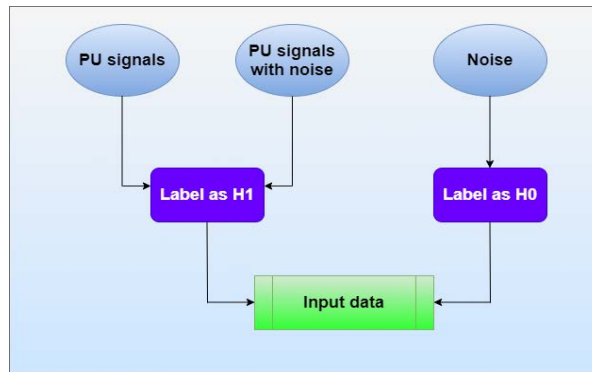 PU signals
PU signals
with noise
Noise
Label as H1
Label as H0
Input data